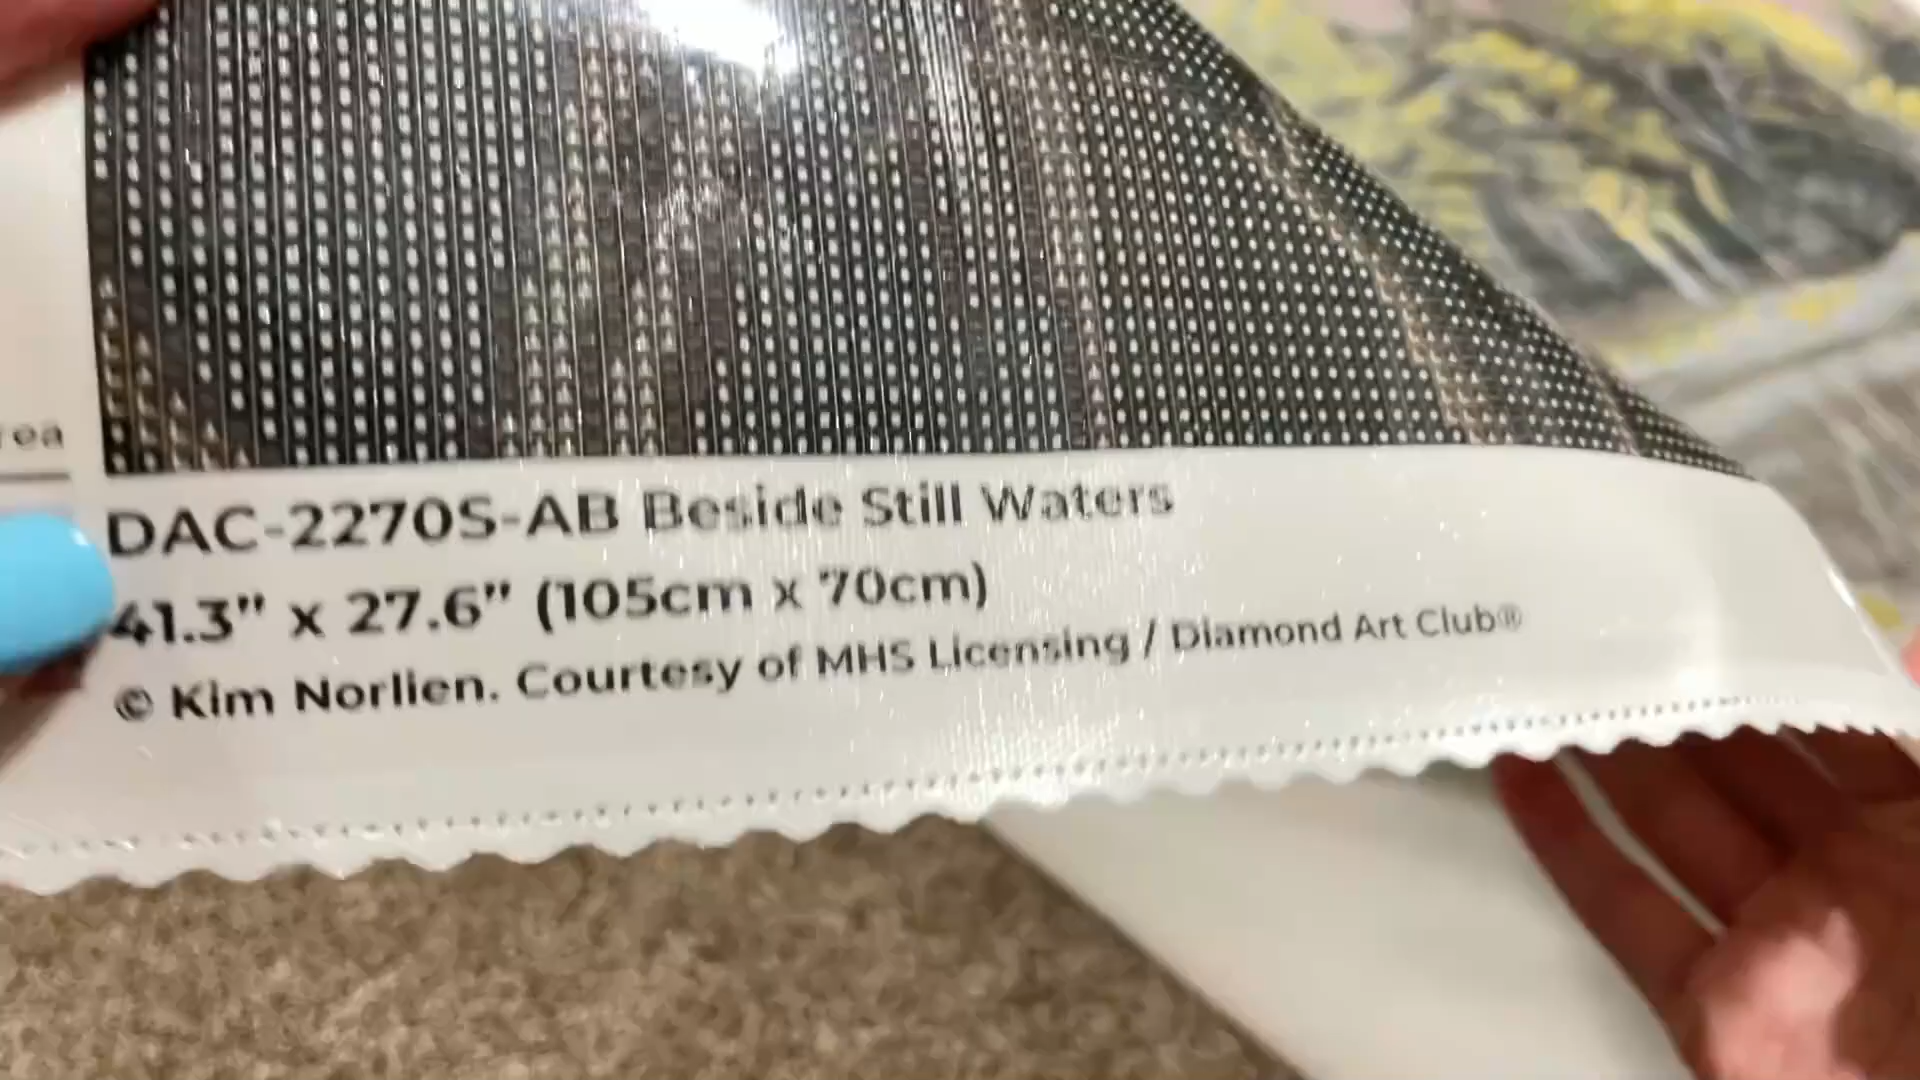 DAC-2270S-AB Beside Still Waters
41.3” x 27.6” (105cm x 70cm)
© Kim Norlien. Courtesy of MHS Licensing / Diamond Art Club®